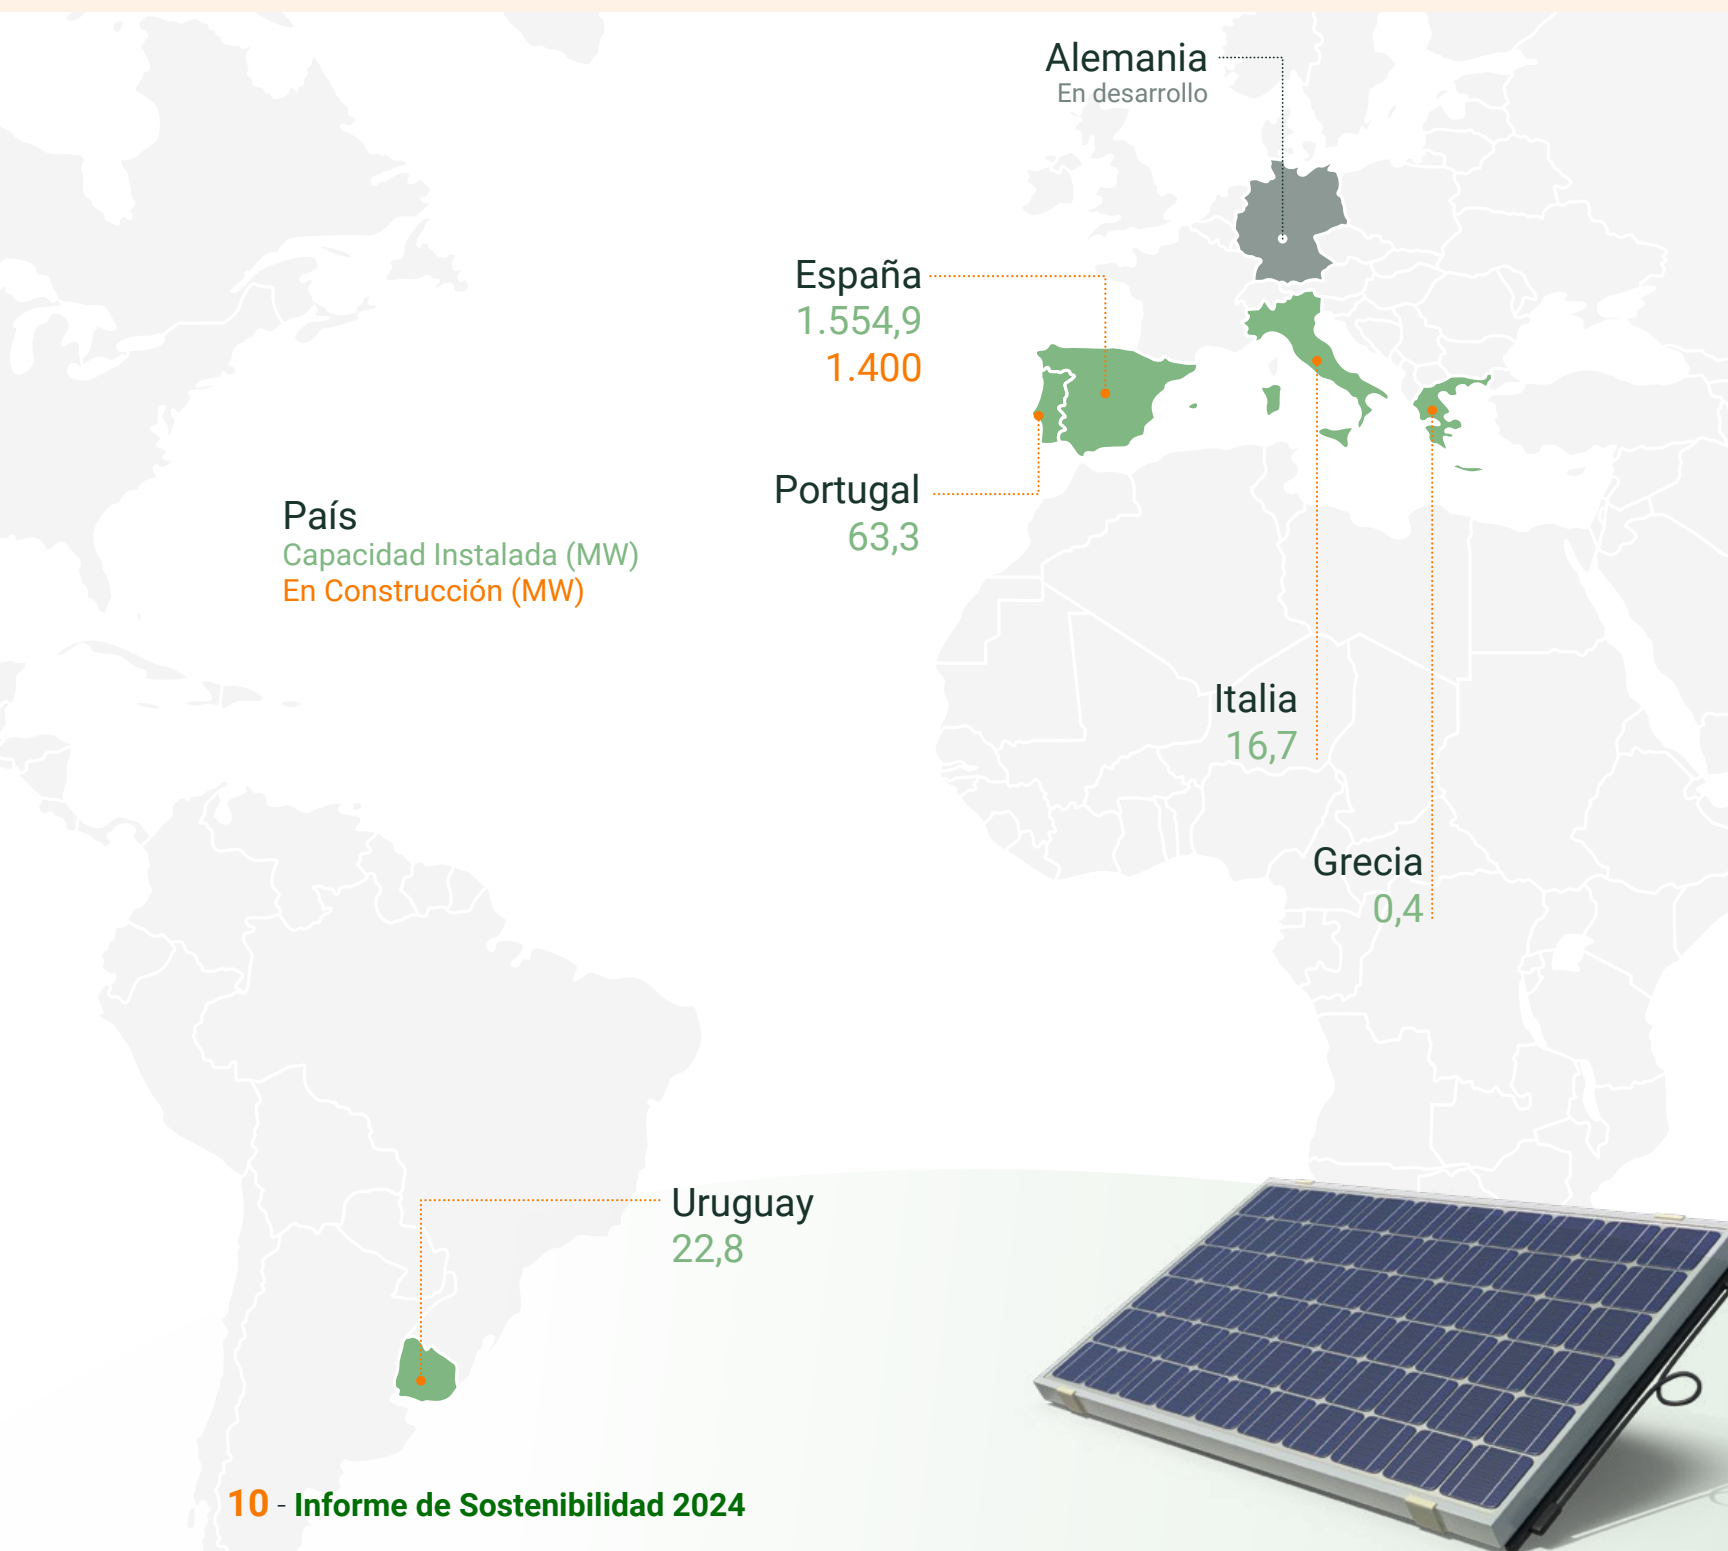 Alemania
En desarrollo
España
1.554,9
1.400
Portugal
63,3
País
Capacidad Instalada (MW)
En Construcción (MW)
Italia
16,7
Grecia
0,4
Uruguay
22,8
10 - Informe de Sostenibilidad 2024